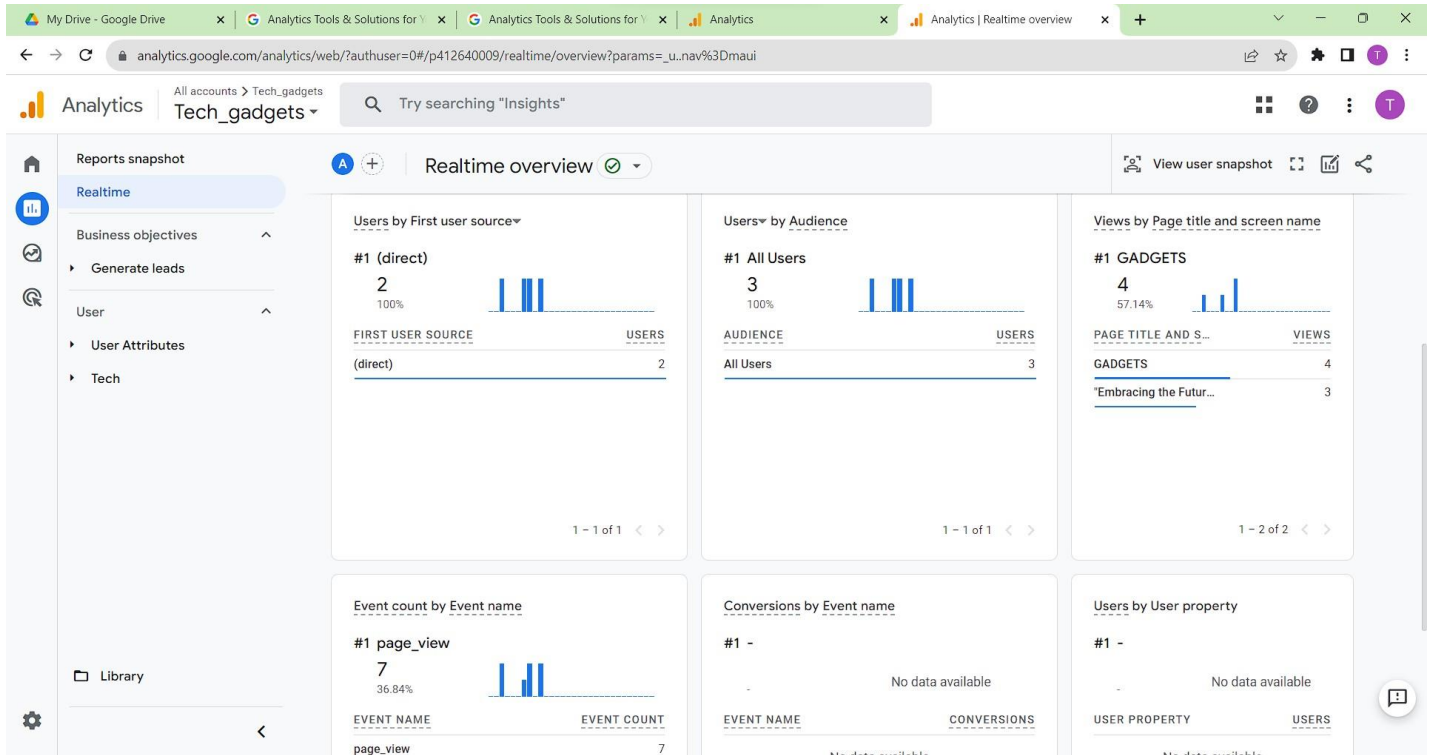 My Drive - Google Drive
Analytics Tools & Solutions for Y
Analytics Tools & Solutions for Y
Analytics
Analytics | Realtime overview
analytics.google.com/analytics/web/?authuser=0#/p412640009/realtime/overview?params=_u..nav%3Dmaui
T
Analytics
All accounts > Tech_gadgets
Tech_gadgets
Try searching "Insights"
T
Reports snapshot
Realtime
Business objectives
Generate leads
User
User Attributes
Tech
Library
A
Realtime overview
View user snapshot
Users by First user source
#1 (direct)
2
100%
FIRST USER SOURCE USERS
(direct) 2
1 – 1 of 1
Users by Audience
#1 All Users
3
100%
AUDIENCE USERS
All Users 3
1 – 1 of 1
Views by Page title and screen name
#1 GADGETS
4
57.14%
PAGE TITLE AND S… VIEWS
GADGETS 4
"Embracing the Futur… 3
1 – 2 of 2
Event count by Event name
#1 page_view
7
36.84%
EVENT NAME EVENT COUNT
page_view 7
Conversions by Event name
#1 -
-
No data available
EVENT NAME CONVERSIONS
No data available
Users by User property
#1 -
-
No data available
USER PROPERTY USERS
No data available